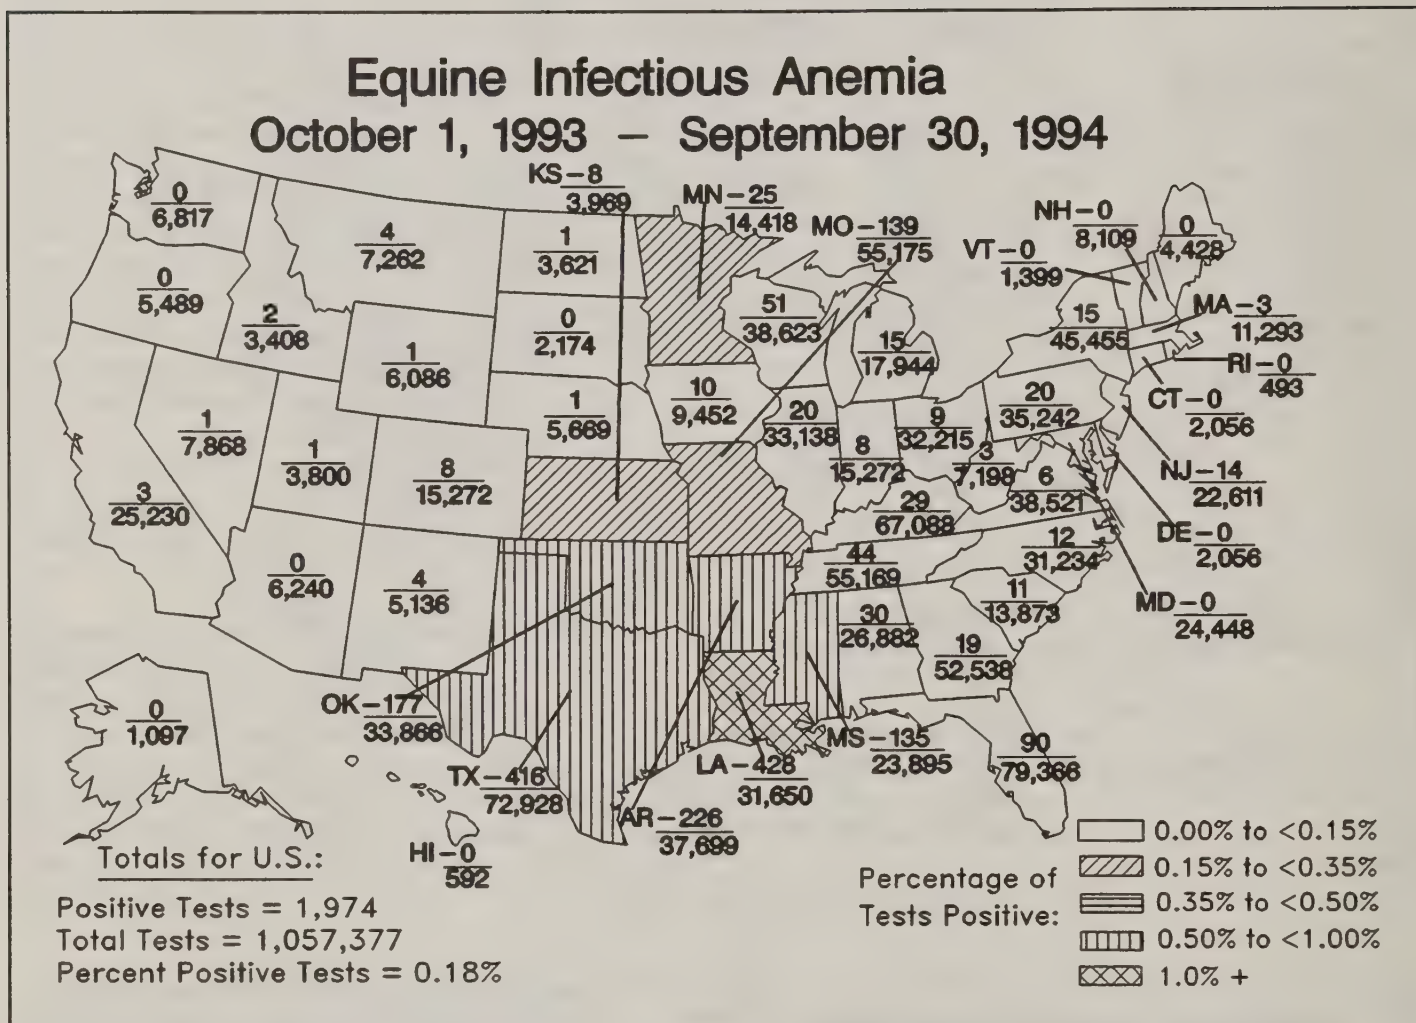 Equine Infectious Anemia
October 1, 1993 – September 30, 1994
KS–8
3,969
MN–25
14,418
MO–139
55,175
NH–0
8,109
VT–0
1,399
0
4,428
0
6,817
4
7,262
1
3,621
0
5,489
2
3,408
1
6,086
0
2,174
51
38,623
15
17,944
15
45,455
MA–3
11,293
RI–0
493
CT–0
2,056
1
7,868
1
3,800
8
15,272
1
5,669
10
9,452
20
33,138
8
15,272
9
32,215
20
35,242
3
7,198
6
38,521
NJ–14
22,611
3
25,230
0
6,240
4
5,136
29
67,088
44
55,169
12
31,234
DE–0
2,056
11
13,873
MD–0
24,448
30
26,882
19
52,538
OK–177
33,866
0
1,097
TX–416
72,928
AR–226
37,699
LA–428
31,650
MS–135
23,895
90
79,366
HI–0
592
Totals for U.S.:
Positive Tests = 1,974
Total Tests = 1,057,377
Percent Positive Tests = 0.18%
Percentage of
Tests Positive:
0.00% to <0.15%
0.15% to <0.35%
0.35% to <0.50%
0.50% to <1.00%
1.0% +